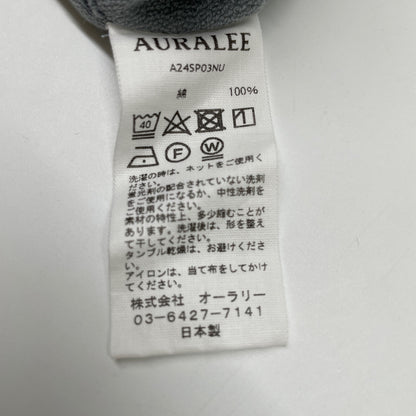 AURALEE
A24SP03NU
綿 100%
40
F W
洗濯の時は、ネットをご使用く
ださい。
蛍光剤の配合されていない洗剤
をご使用になるか、中性洗剤を
ご使用ください。
素材の特性上、多少縮むことが
あります。洗濯後は、形を整え
て干してください。
タンブル乾燥は、お避けくださ
い。
アイロンは、当て布をしてかけ
てください。
株式会社 オーラリー
03-6427-7141
日本製